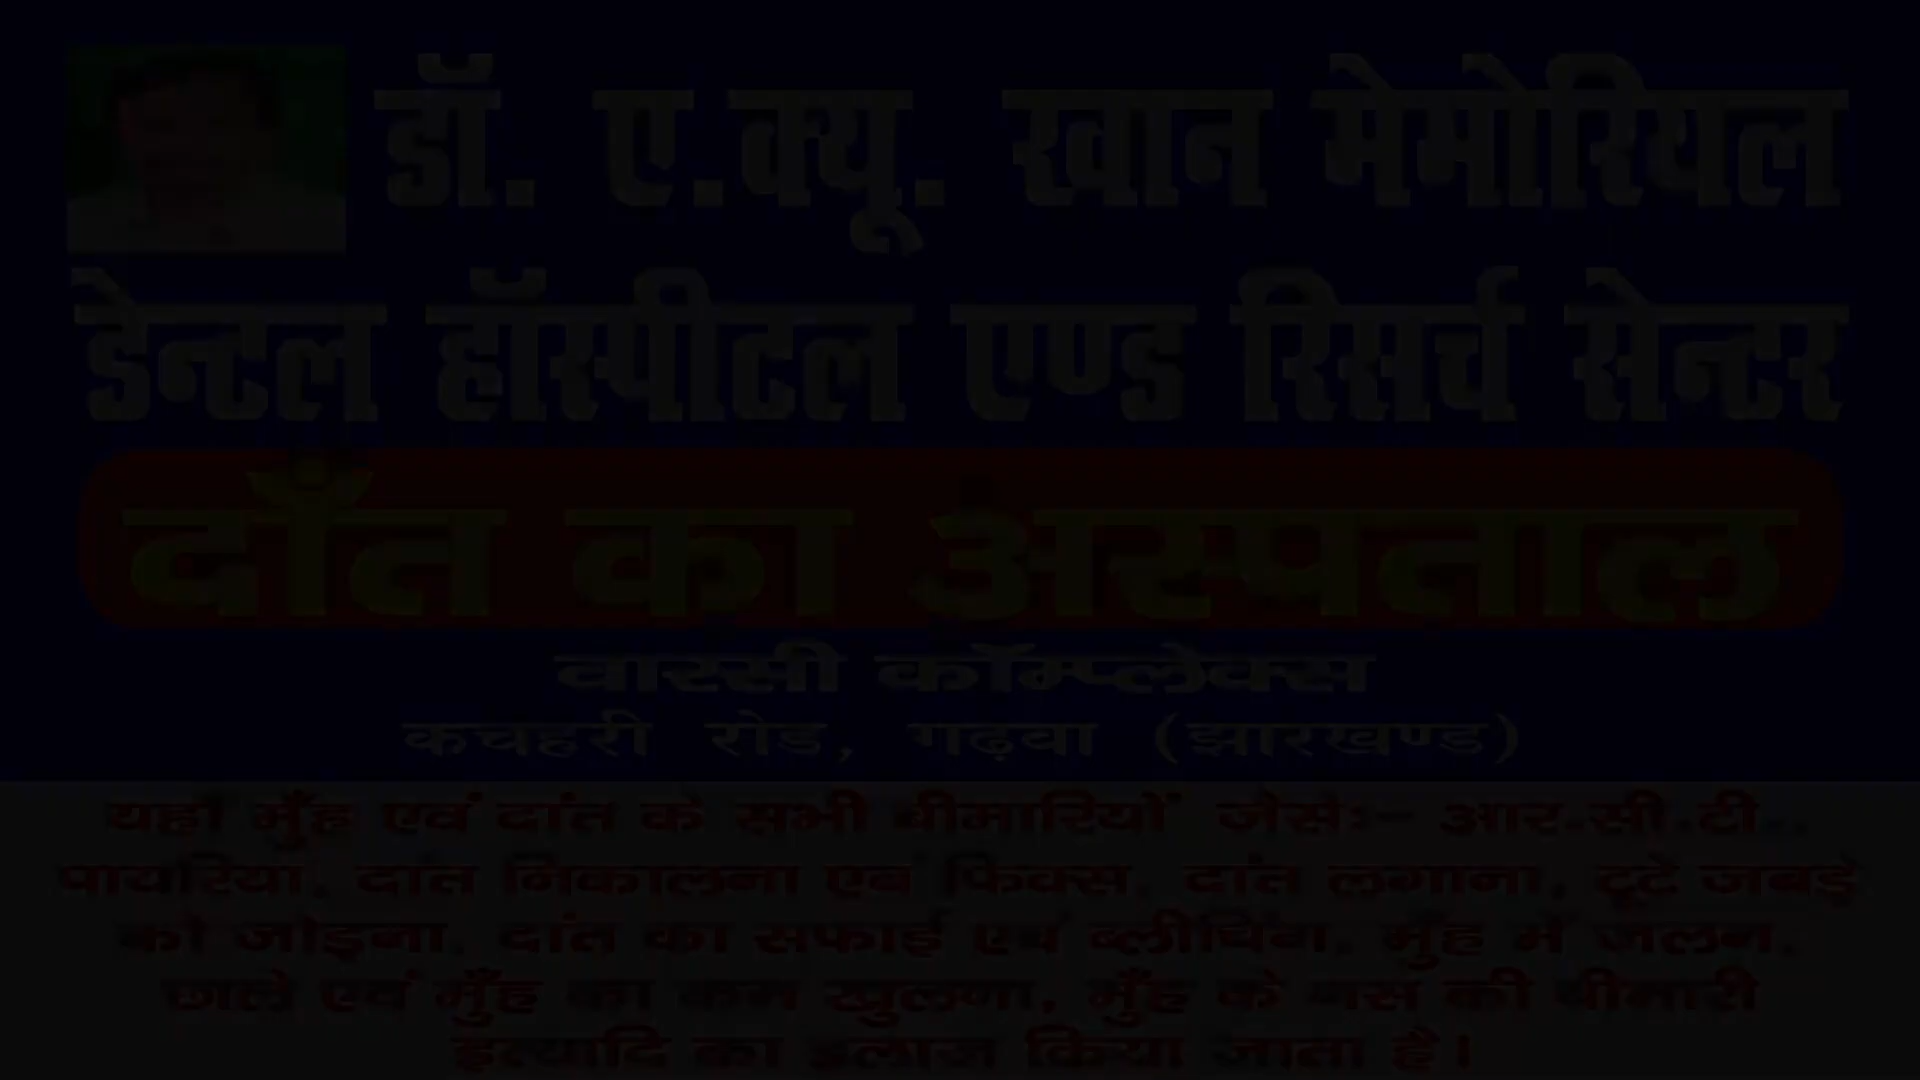 डॉ. ए.क्यू. खान मेमोरियल
डेन्टल हॉस्पीटल एण्ड रिसर्च सेन्टर
दाँत का अस्पताल
वारसी कॉम्प्लेक्स
कचहरी रोड, गढ़वा (झारखण्ड)
यहाँ मुँह एवं दांत के सभी बीमारियों जैसेः- आर.सी.टी.,
पायरिया, दांत निकालना एवं फिक्स, दांत लगाना, टूटे जबड़े
को जोड़ना, दांत का सफाई एवं ब्लीचिंग, मुँह में जलन,
छाले एवं मुँह का कम खुलना, मुँह के नस की बीमारी
इत्यादि का इलाज किया जाता है।